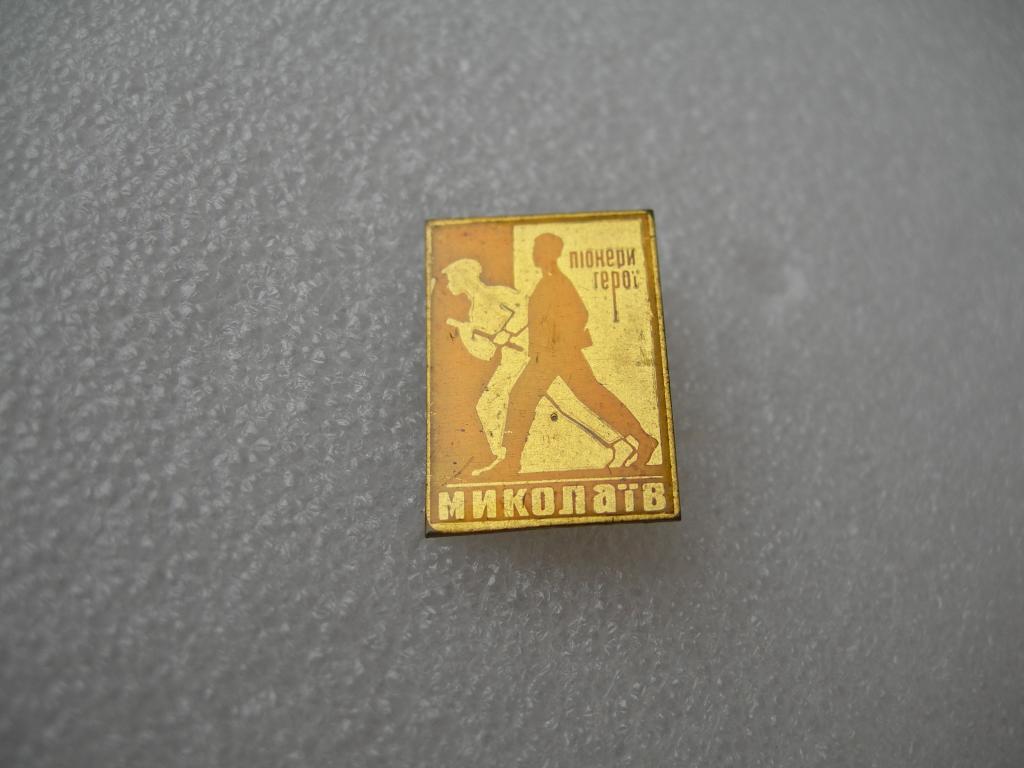 піонери
герої
миколаїв